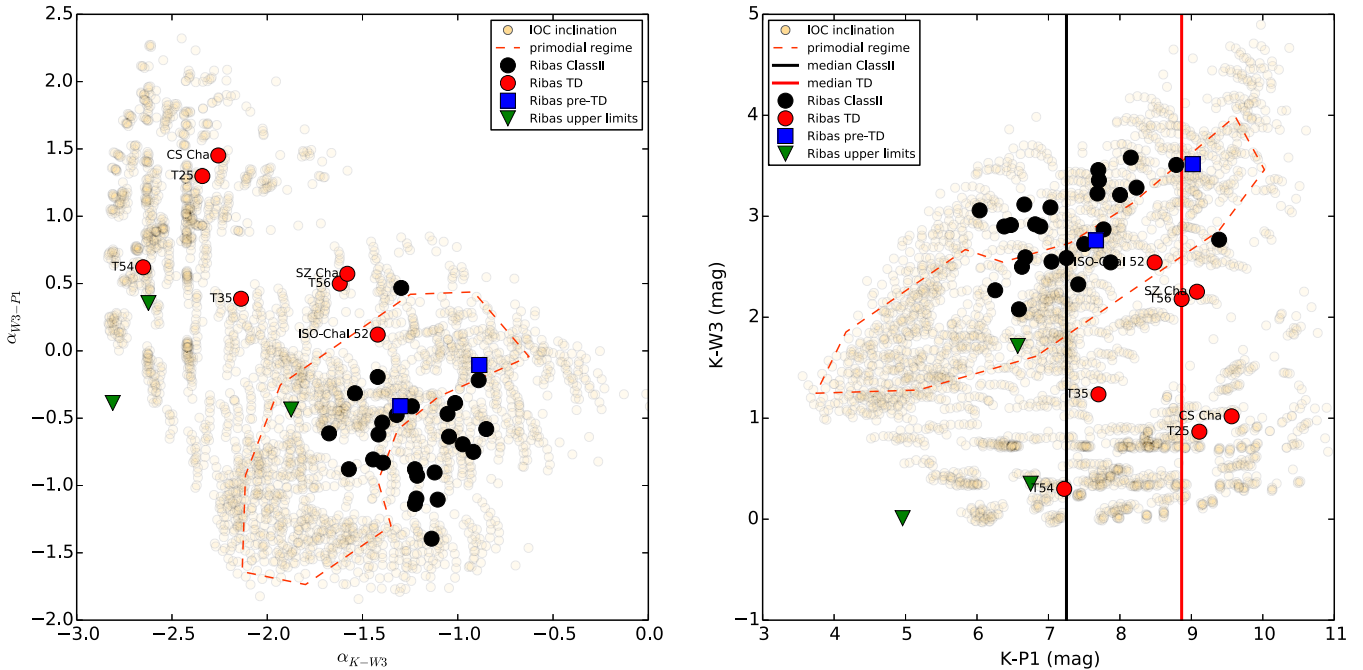 IOC inclination
primodial regime
Ribas ClassII
Ribas TD
Ribas pre-TD
Ribas upper limits
2.5
2.0
1.5
1.0
0.5
0.0
−0.5
−1.0
−1.5
−2.0
α_{W3−P1}
CS Cha
T25
T54
T35
SZ Cha
T56
ISO-ChaI 52
−3.0 −2.5 −2.0 −1.5 −1.0 −0.5 0.0
α_{K−W3}
IOC inclination
primodial regime
median ClassII
median TD
Ribas ClassII
Ribas TD
Ribas pre-TD
Ribas upper limits
5
4
3
2
1
0
−1
K-W3 (mag)
ISO-ChaI 52
SZ Cha
T56
T35
CS Cha
T25
T54
3 4 5 6 7 8 9 10 11
K-P1 (mag)